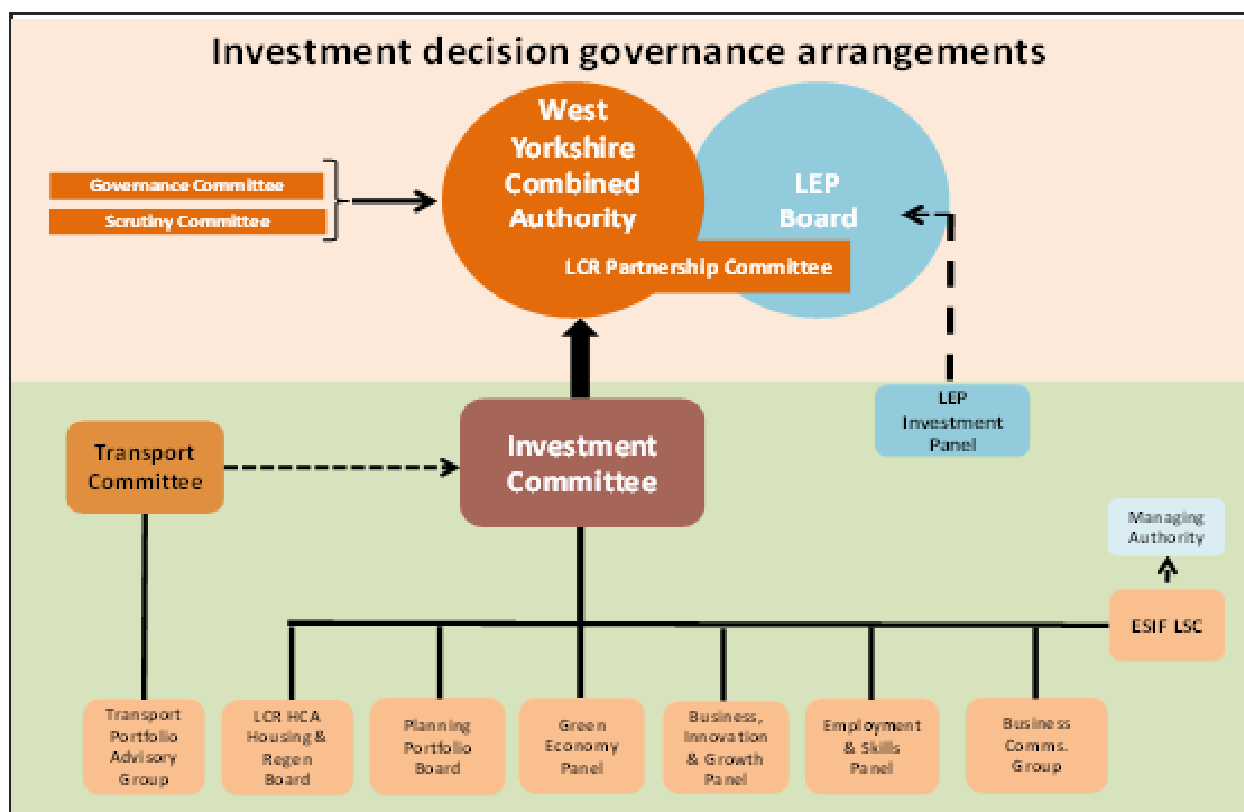 Investment decision governance arrangements
West
Yorkshire
Combined
Authority
LEP
Board
Governance Committee
Scrutiny Committee
LCR Partnership Committee
LEP
Investment
Panel
Transport
Committee
Investment
Committee
Managing
Authority
ESIF LSC
Transport
Portfolio
Advisory
Group
LCR HCA
Housing &
Regen
Board
Planning
Portfolio
Board
Green
Economy
Panel
Business,
Innovation
& Growth
Panel
Employment
& Skills
Panel
Business
Comms.
Group